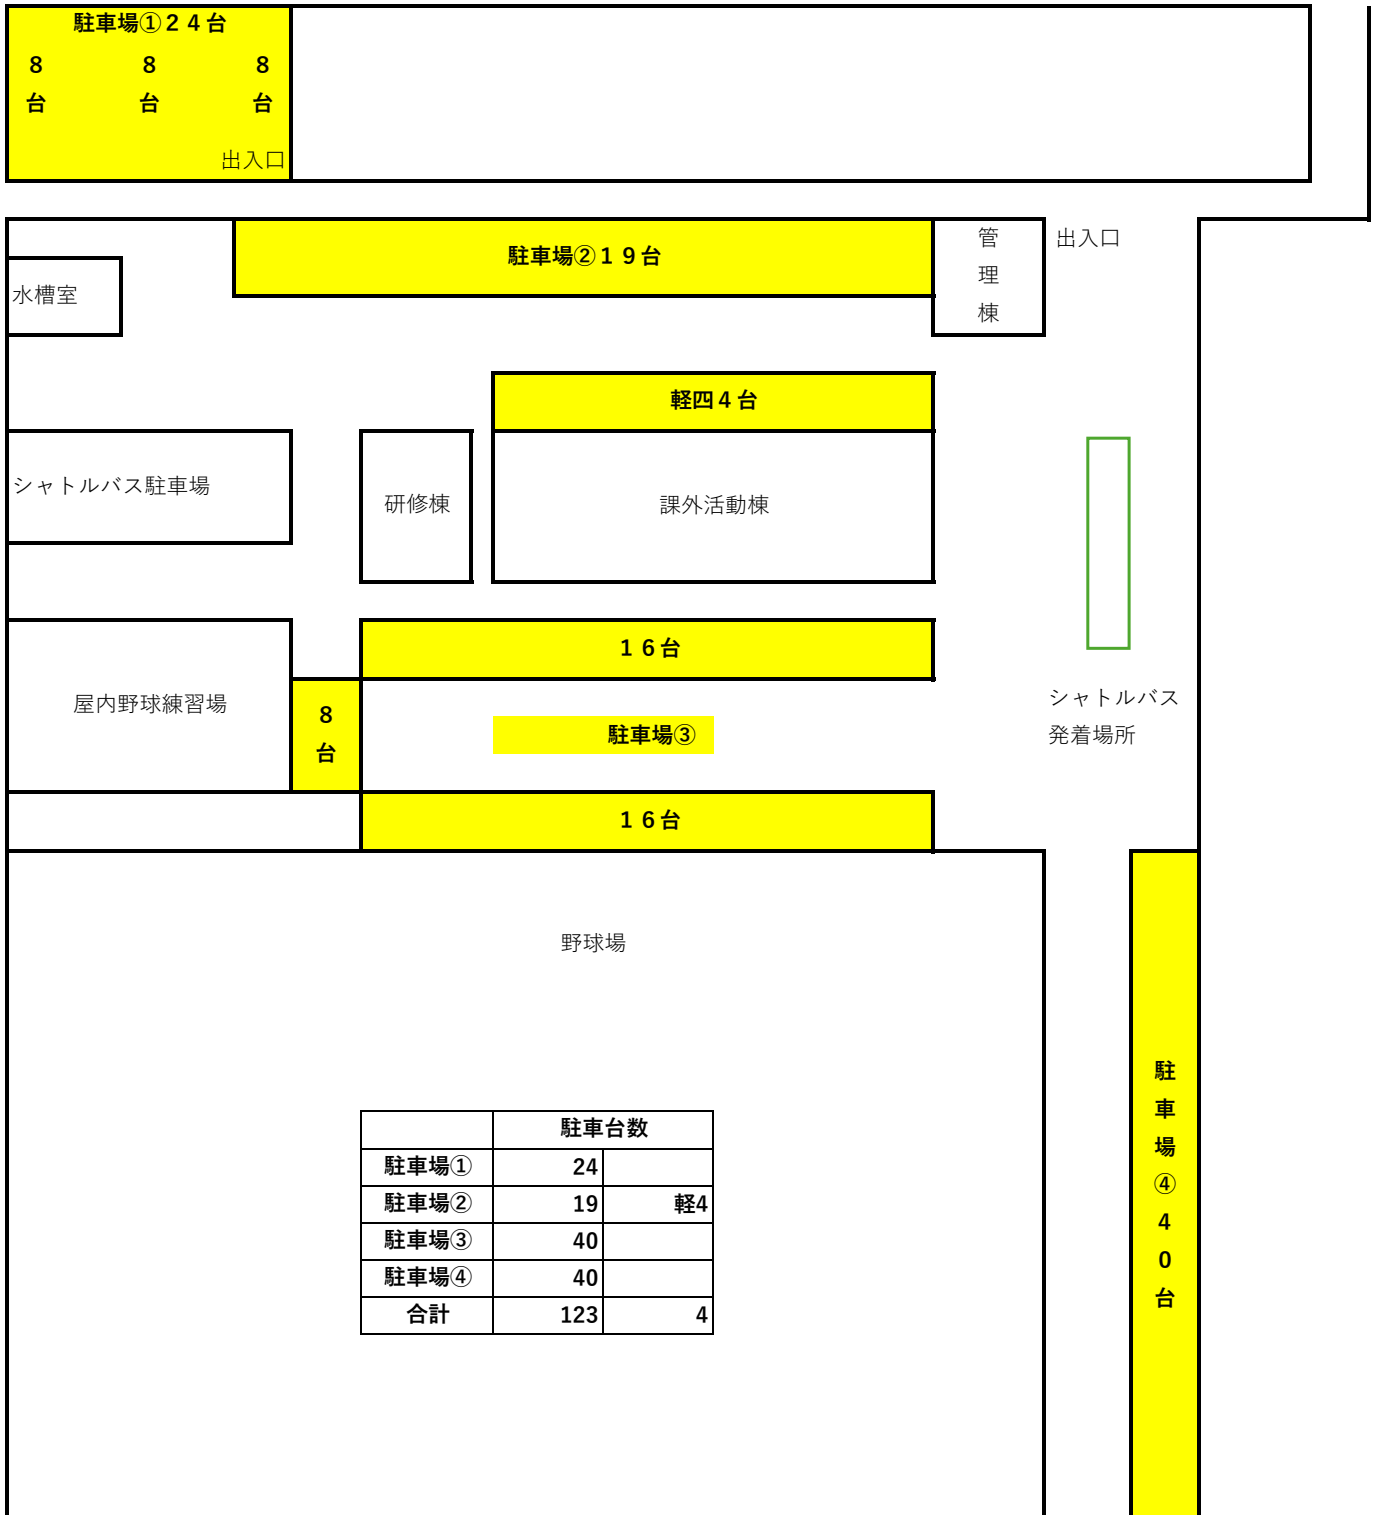 駐車場①２４台
８台 ８台 ８台
出入口
駐車場②１９台
管理棟
出入口
水槽室
軽四４台
シャトルバス駐車場
研修棟
課外活動棟
１６台
屋内野球練習場
８台
駐車場③
シャトルバス
発着場所
１６台
野球場
駐車場④４０台
駐車台数
駐車場① 24
駐車場② 19 軽4
駐車場③ 40
駐車場④ 40
合計 123 4